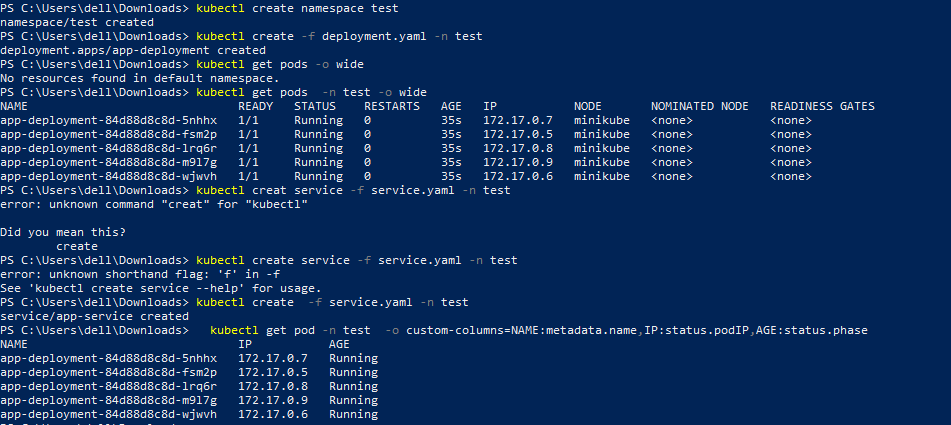 PS C:\Users\dell\Downloads> kubectl create namespace test
namespace/test created
PS C:\Users\dell\Downloads> kubectl create -f deployment.yaml -n test
deployment.apps/app-deployment created
PS C:\Users\dell\Downloads> kubectl get pods -o wide
No resources found in default namespace.
PS C:\Users\dell\Downloads> kubectl get pods  -n test -o wide
NAME                              READY   STATUS    RESTARTS   AGE   IP           NODE       NOMINATED NODE   READINESS GATES
app-deployment-84d88d8c8d-5nhhx   1/1     Running   0          35s   172.17.0.7   minikube   <none>           <none>
app-deployment-84d88d8c8d-fsm2p   1/1     Running   0          35s   172.17.0.5   minikube   <none>           <none>
app-deployment-84d88d8c8d-lrq6r   1/1     Running   0          35s   172.17.0.8   minikube   <none>           <none>
app-deployment-84d88d8c8d-m9l7g   1/1     Running   0          35s   172.17.0.9   minikube   <none>           <none>
app-deployment-84d88d8c8d-wjwvh   1/1     Running   0          35s   172.17.0.6   minikube   <none>           <none>
PS C:\Users\dell\Downloads> kubectl creat service -f service.yaml -n test
error: unknown command "creat" for "kubectl"
Did you mean this?
        create
PS C:\Users\dell\Downloads> kubectl create service -f service.yaml -n test
error: unknown shorthand flag: 'f' in -f
See 'kubectl create service --help' for usage.
PS C:\Users\dell\Downloads> kubectl create  -f service.yaml -n test
service/app-service created
PS C:\Users\dell\Downloads>   kubectl get pod -n test  -o custom-columns=NAME:metadata.name,IP:status.podIP,AGE:status.phase
NAME                              IP           AGE
app-deployment-84d88d8c8d-5nhhx   172.17.0.7   Running
app-deployment-84d88d8c8d-fsm2p   172.17.0.5   Running
app-deployment-84d88d8c8d-lrq6r   172.17.0.8   Running
app-deployment-84d88d8c8d-m9l7g   172.17.0.9   Running
app-deployment-84d88d8c8d-wjwvh   172.17.0.6   Running